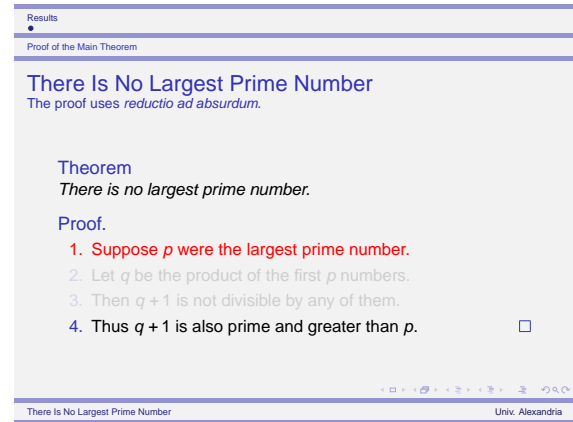 Results
Proof of the Main Theorem
There Is No Largest Prime Number
The proof uses reductio ad absurdum.
Theorem
There is no largest prime number.
Proof.
1. Suppose p were the largest prime number.
2. Let q be the product of the first p numbers.
3. Then q + 1 is not divisible by any of them.
4. Thus q + 1 is also prime and greater than p.
There Is No Largest Prime Number Univ. Alexandria